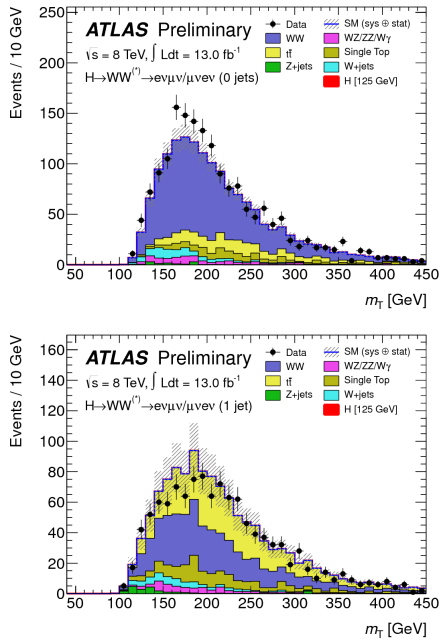 ATLAS Preliminary
√s = 8 TeV, ∫ Ldt = 13.0 fb⁻¹
H→WW(*)→eνμν/μνeν (0 jets)
Data
WW
tt̄
Z+jets
SM (sys ⊕ stat)
WZ/ZZ/Wγ
Single Top
W+jets
H [125 GeV]
Events / 10 GeV
250
200
150
100
50
0
50 100 150 200 250 300 350 400 450
m_T [GeV]
ATLAS Preliminary
√s = 8 TeV, ∫ Ldt = 13.0 fb⁻¹
H→WW(*)→eνμν/μνeν (1 jet)
Data
WW
tt̄
Z+jets
SM (sys ⊕ stat)
WZ/ZZ/Wγ
Single Top
W+jets
H [125 GeV]
Events / 10 GeV
160
140
120
100
80
60
40
20
0
50 100 150 200 250 300 350 400 450
m_T [GeV]